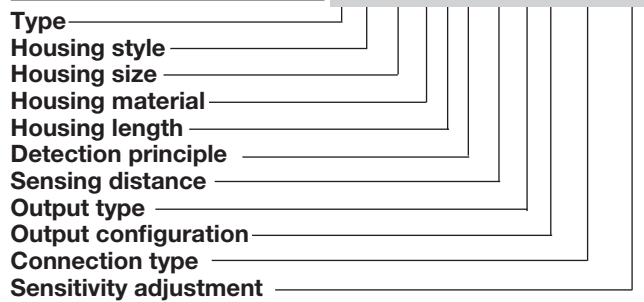 Type
Housing style
Housing size
Housing material
Housing length
Detection principle
Sensing distance
Output type
Output configuration
Connection type
Sensitivity adjustment